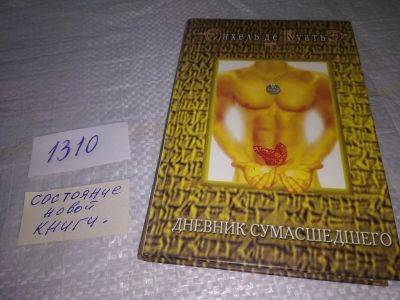 Анхель де Куатьэ
1310
состояние
новой
книги.
ДНЕВНИК СУМАСШЕДШЕГО